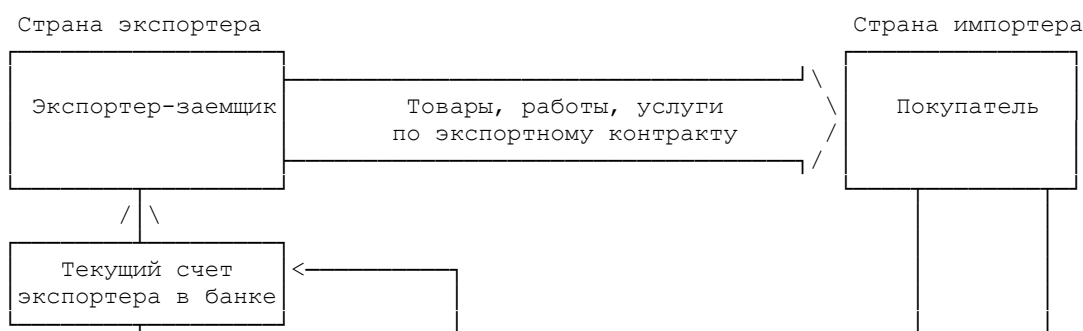 Страна экспортера
Страна импортера
Экспортер-заемщик
Товары, работы, услуги
по экспортному контракту
Покупатель
Текущий счет
экспортера в банке